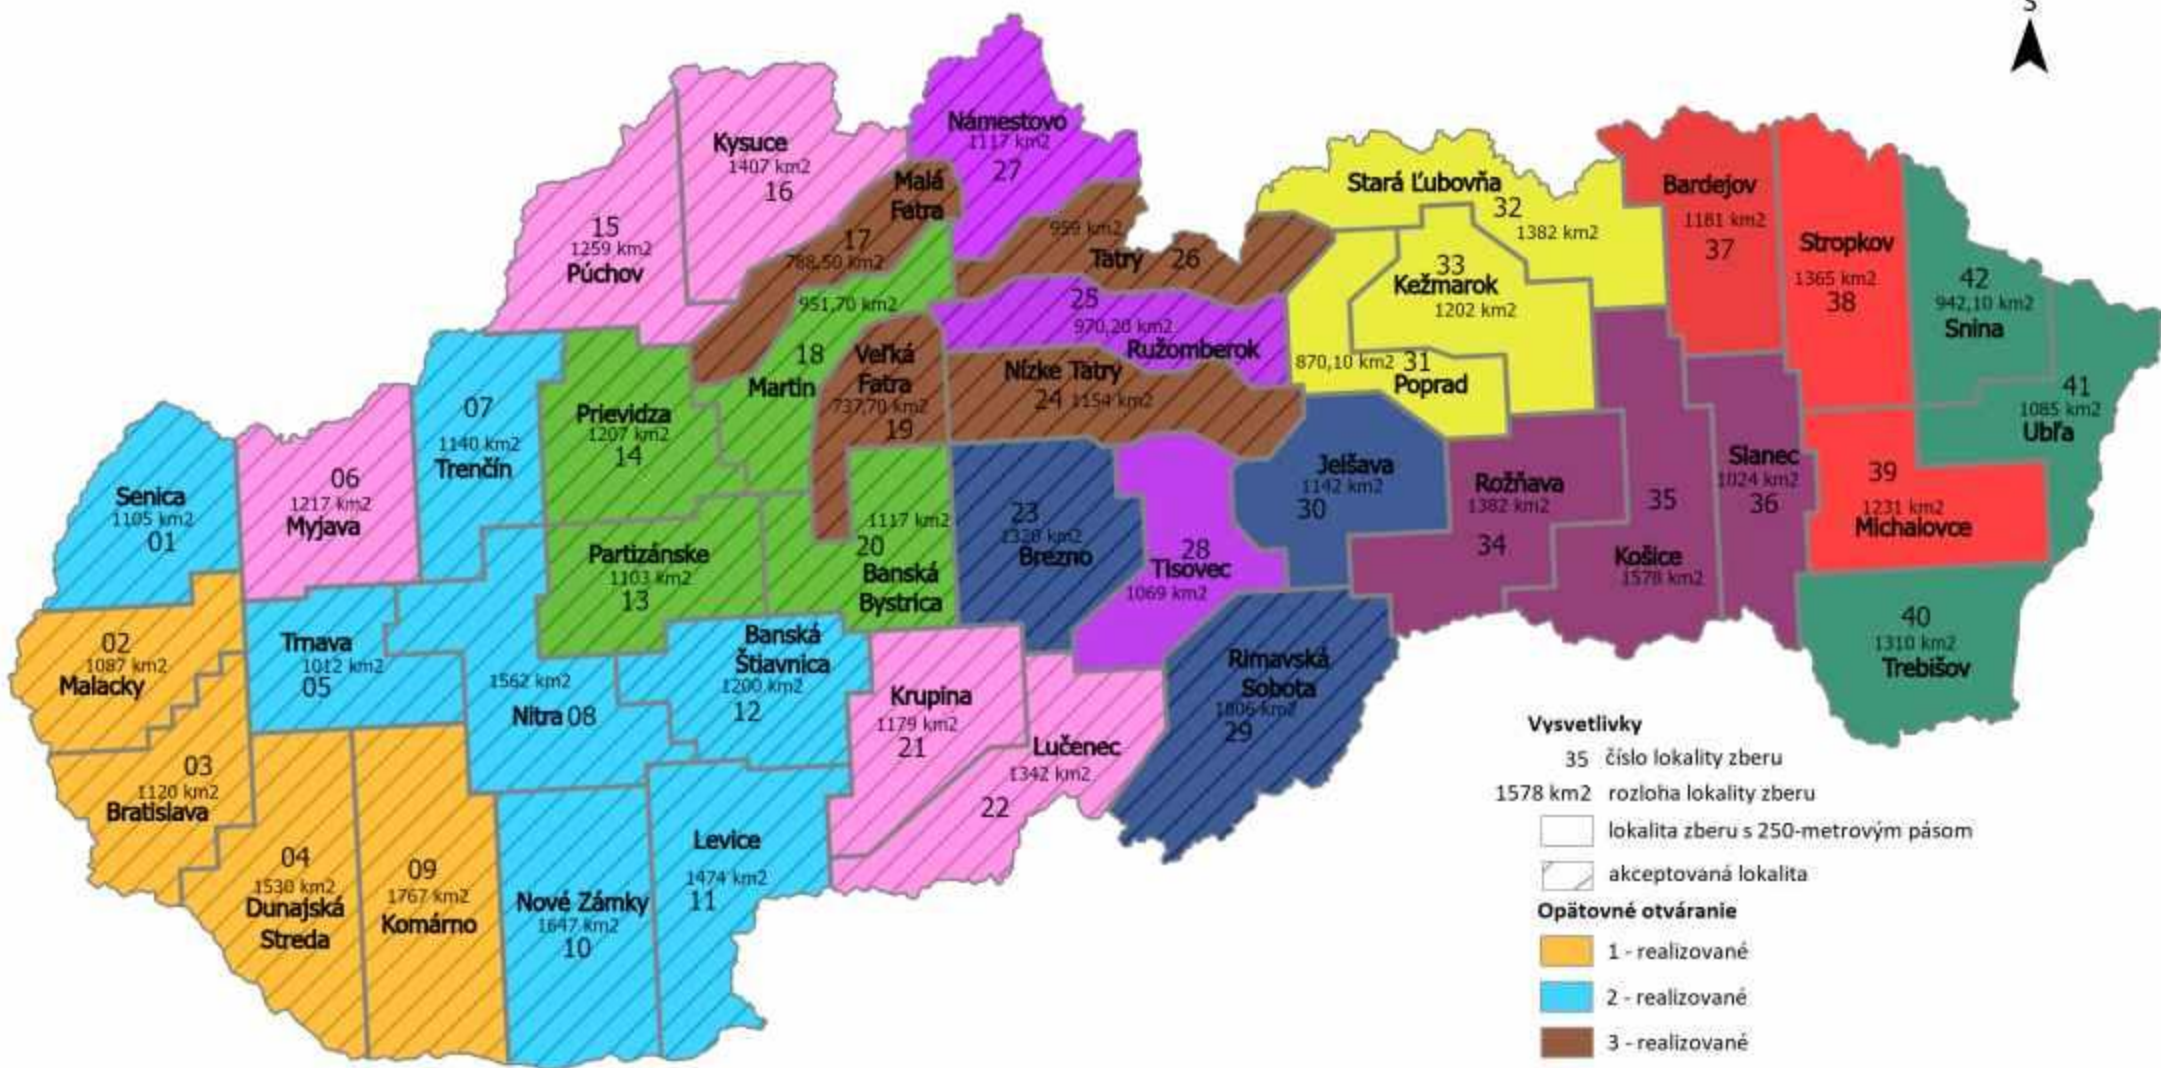 S
Námestovo
1117 km2
27
Kysuce
1407 km2
16
Malá
Fatra
17
788,50 km2
15
1259 km2
Púchov
959 km2
Tatry 26
Stará Ľubovňa
32
1382 km2
Bardejov
1181 km2
37
Stropkov
1365 km2
38
42
942,10 km2
Snina
33
Kežmarok
1202 km2
25
970,20 km2
Ružomberok
951,70 km2
18
Martin
Veľká
Fatra
737,70 km2
19
Nízke Tatry
24 1154 km2
870,10 km2 31
Poprad
41
1085 km2
Ubľa
07
1140 km2
Trenčín
Prievidza
1207 km2
14
Senica
1105 km2
01
06
1217 km2
Myjava
Partizánske
1103 km2
13
1117 km2
20
Banská
Bystrica
23
Brezno
28
Tisovec
1069 km2
Jelšava
1142 km2
30
Rožňava
1382 km2
34
35
Košice
1578 km2
Slanec
1024 km2
36
39
1231 km2
Michalovce
40
1310 km2
Trebišov
02
1087 km2
Malacky
Trnava
1012 km2
05
1562 km2
Nitra 08
Banská
Štiavnica
1200 km2
12
Krupina
1179 km2
21
Lučenec
1342 km2
22
Rimavská
Sobota
1806 km2
29
03
1120 km2
Bratislava
04
1530 km2
Dunajská
Streda
09
1767 km2
Komárno
Nové Zámky
1647 km2
10
Levice
1474 km2
11
Vysvetlivky
35 číslo lokality zberu
1578 km2 rozloha lokality zberu
lokalita zberu s 250-metrovým pásom
akceptovaná lokalita
Opätovné otváranie
1 - realizované
2 - realizované
3 - realizované